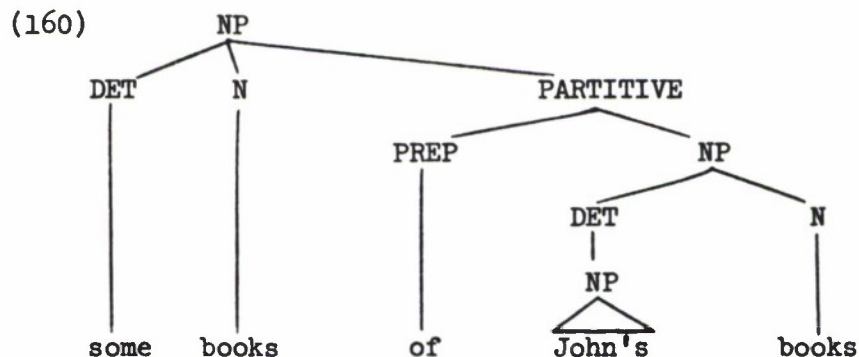 (160) NP
DET N PARTITIVE
PREP NP
DET N
NP
some books of John's books